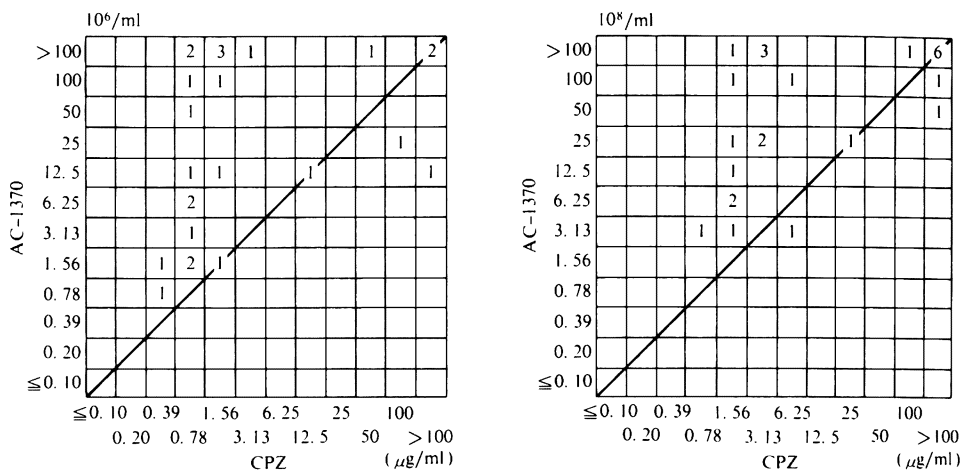 10⁶/ml
>100 2 3 1 1 2
100 1 1
50 1
25 1
12.5 1 1 1 1
6.25 2
3.13 1
1.56 1 2 1
0.78 1
0.39
0.20
≦0.10
AC-1370
≦0.10 0.39 1.56 6.25 25 100
0.20 0.78 3.13 12.5 50 >100
CPZ (μg/ml)
10⁸/ml
>100 1 3 1 6
100 1 1 1
50 1
25 1 2 1
12.5 1
6.25 2
3.13 1 1 1
1.56
0.78
0.39
0.20
≦0.10
AC-1370
≦0.10 0.39 1.56 6.25 25 100
0.20 0.78 3.13 12.5 50 >100
CPZ (μg/ml)